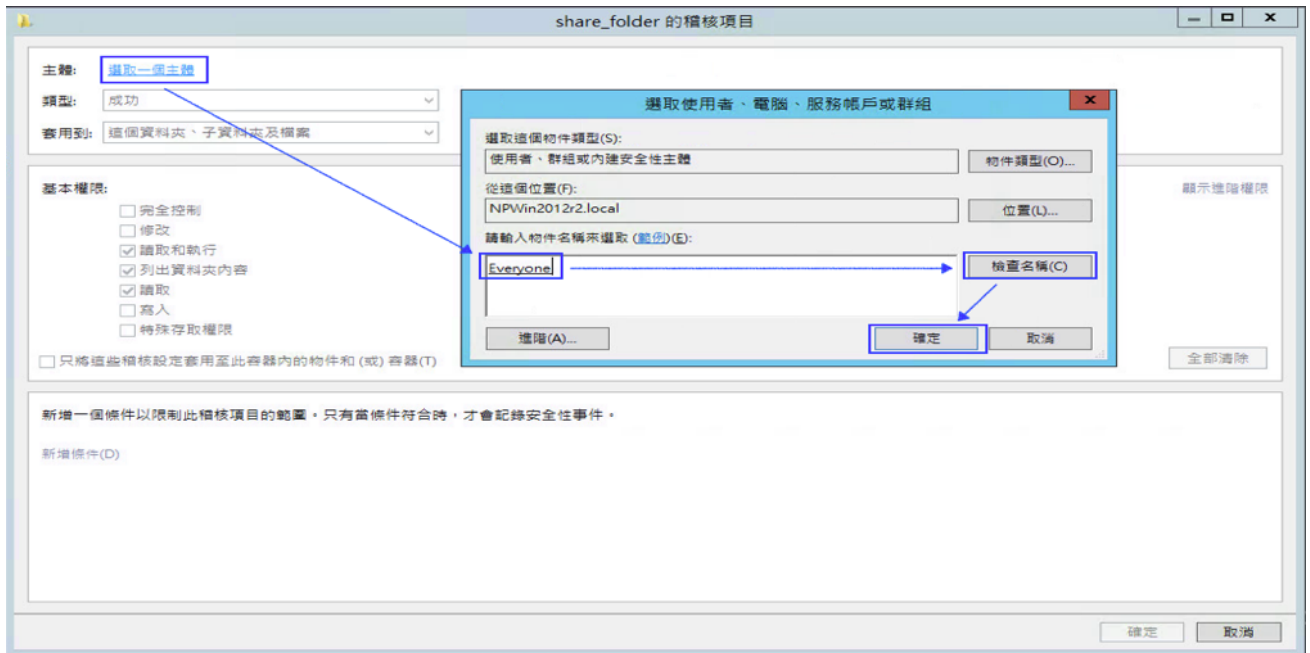 share_folder 的稽核項目
主體: 選取一個主體
類型: 成功
套用到: 這個資料夾、子資料夾及檔案
基本權限:
顯示進階權限
完全控制
修改
讀取和執行
列出資料夾內容
讀取
寫入
特殊存取權限
只將這些稽核設定套用至此容器內的物件和 (或) 容器(T)
全部清除
選取使用者、電腦、服務帳戶或群組
選取這個物件類型(S):
使用者、群組或內建安全性主體
物件類型(O)...
從這個位置(F):
NPWin2012r2.local
位置(L)...
請輸入物件名稱來選取 (範例)(E):
Everyone
檢查名稱(C)
進階(A)...
確定
取消
新增一個條件以限制此稽核項目的範圍。只有當條件符合時，才會記錄安全性事件。
新增條件(D)
確定
取消